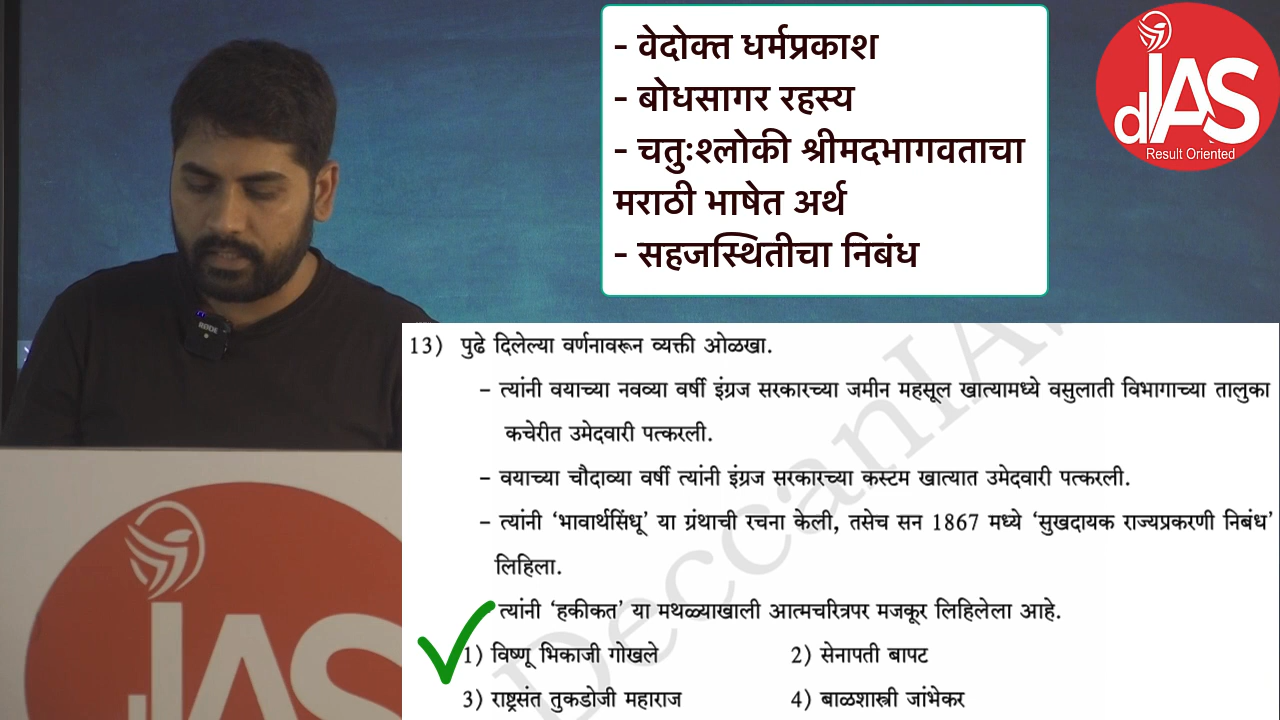 - वेदोक्त धर्मप्रकाश
- बोधसागर रहस्य
- चतुःश्लोकी श्रीमदभागवताचा
मराठी भाषेत अर्थ
- सहजस्थितीचा निबंध
dIAS
Result Oriented
RODE
13) पुढे दिलेल्या वर्णनावरून व्यक्ती ओळखा.
– त्यांनी वयाच्या नवव्या वर्षी इंग्रज सरकारच्या जमीन महसूल खात्यामध्ये वसुलाती विभागाच्या तालुका
कचेरीत उमेदवारी पत्करली.
– वयाच्या चौदाव्या वर्षी त्यांनी इंग्रज सरकारच्या कस्टम खात्यात उमेदवारी पत्करली.
– त्यांनी ‘भावार्थसिंधू’ या ग्रंथाची रचना केली, तसेच सन 1867 मध्ये ‘सुखदायक राज्यप्रकरणी निबंध’
लिहिला.
त्यांनी ‘हकीकत’ या मथळ्याखाली आत्मचरित्रपर मजकूर लिहिलेला आहे.
1) विष्णू भिकाजी गोखले 2) सेनापती बापट
3) राष्ट्रसंत तुकडोजी महाराज 4) बाळशास्त्री जांभेकर
DeccanIA
dIAS